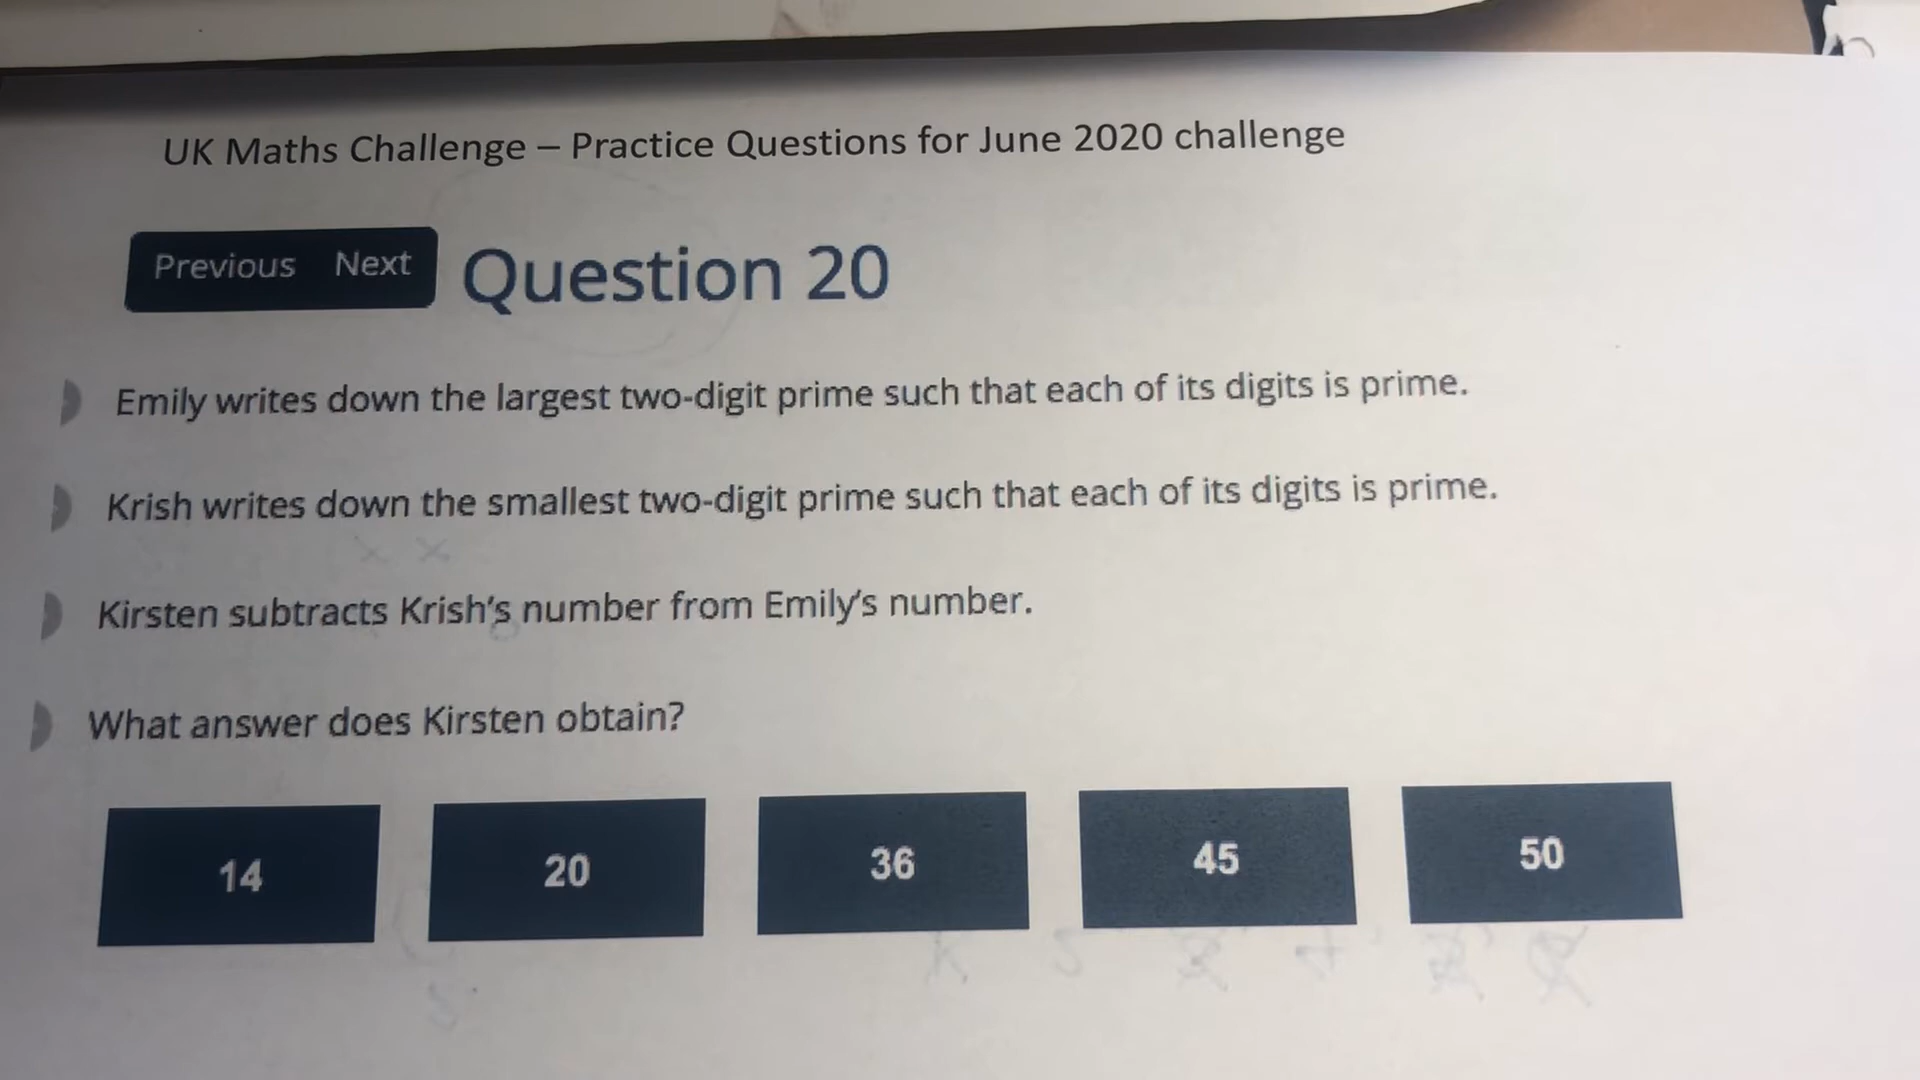 UK Maths Challenge – Practice Questions for June 2020 challenge
Previous Next Question 20
Emily writes down the largest two-digit prime such that each of its digits is prime.
Krish writes down the smallest two-digit prime such that each of its digits is prime.
Kirsten subtracts Krish's number from Emily's number.
What answer does Kirsten obtain?
14 20 36 45 50